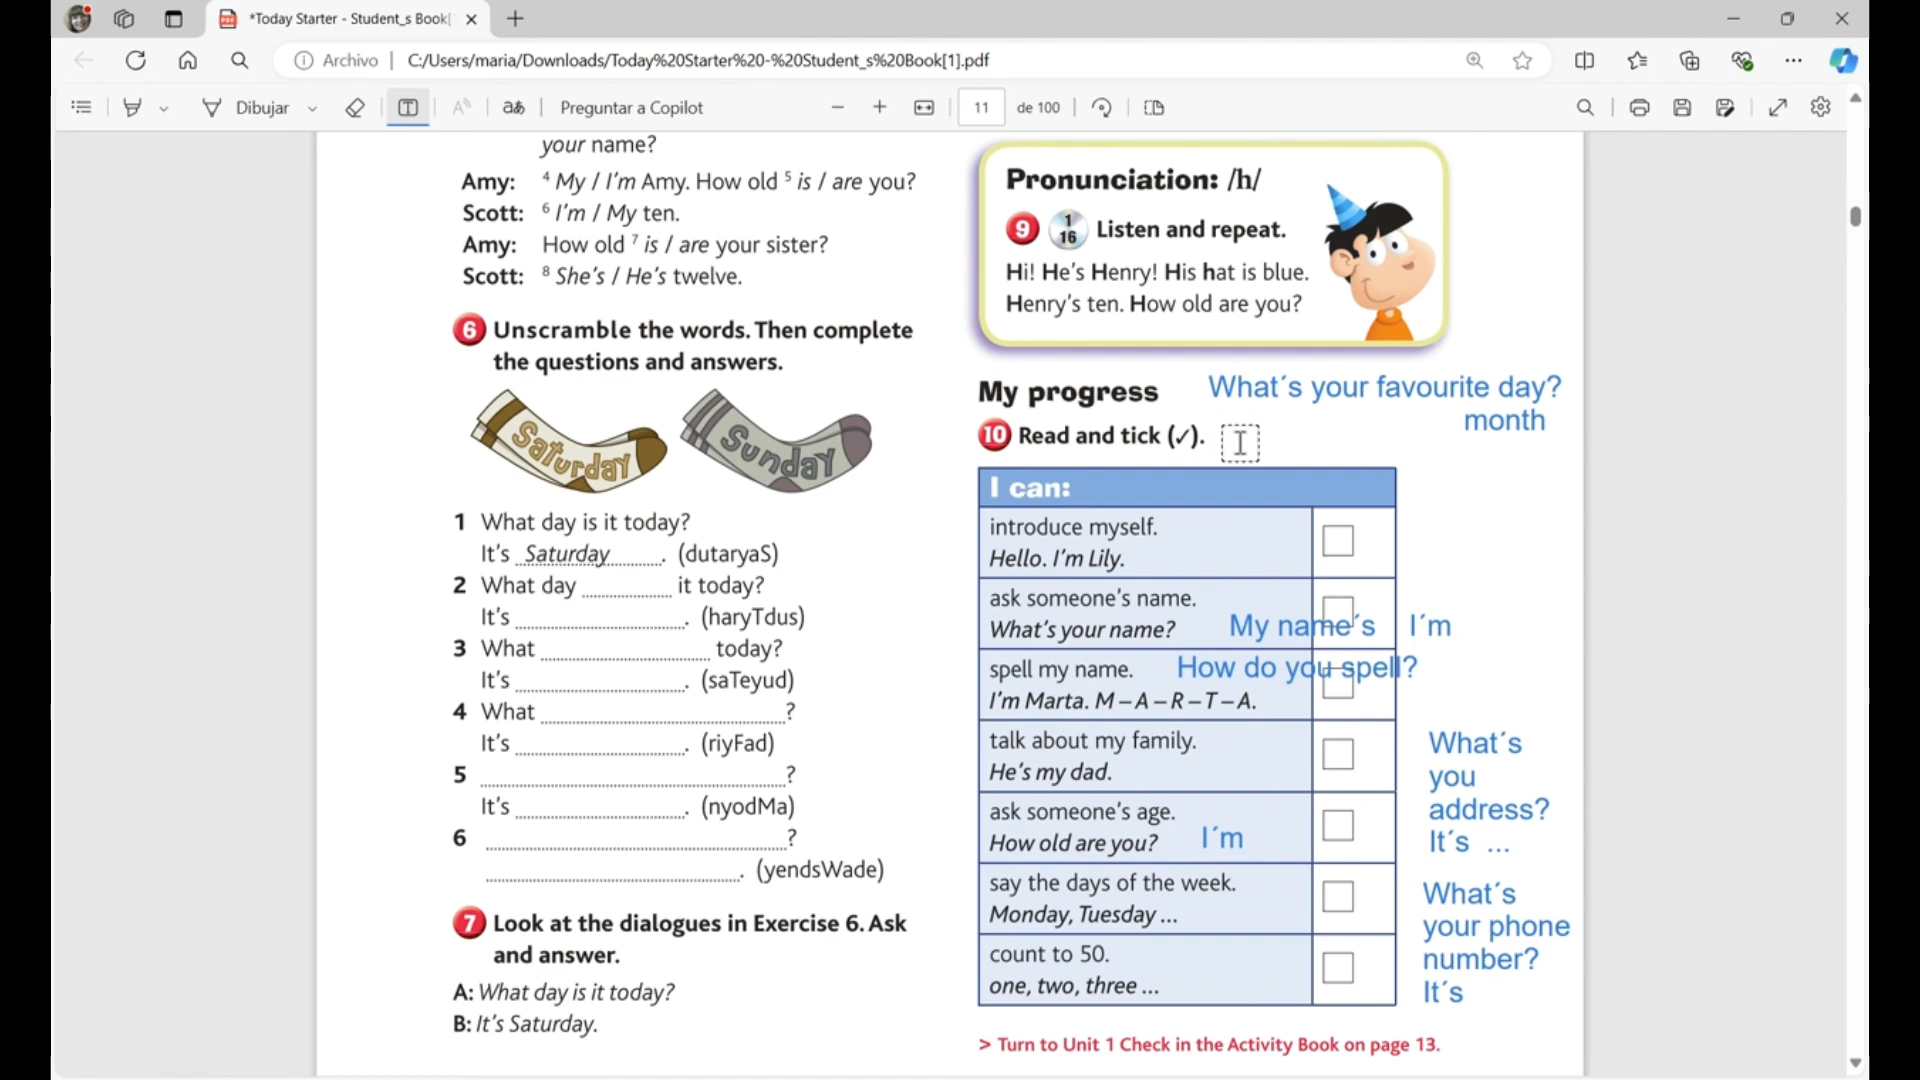 *Today Starter - Student_s Book[
Archivo
C:/Users/maria/Downloads/Today%20Starter%20-%20Student_s%20Book[1].pdf
Dibujar
aあ
Preguntar a Copilot
11 de 100
your name?
Amy: 4 My / I'm Amy. How old 5 is / are you?
Scott: 6 I'm / My ten.
Amy: How old 7 is / are your sister?
Scott: 8 She's / He's twelve.
6 Unscramble the words. Then complete
the questions and answers.
Saturday
Sunday
1 What day is it today?
It's Saturday. (dutaryaS)
2 What day .......... it today?
It's .......... . (haryTdus)
3 What .......... today?
It's .......... . (saTeyud)
4 What .......... ?
It's .......... . (riyFad)
5 .......... ?
It's .......... . (nyodMa)
6 .......... ?
.......... . (yendsWade)
7 Look at the dialogues in Exercise 6. Ask
and answer.
A: What day is it today?
B: It's Saturday.
Pronunciation: /h/
9 1 16 Listen and repeat.
Hi! He's Henry! His hat is blue.
Henry's ten. How old are you?
My progress
What´s your favourite day?
month
10 Read and tick (✓).
I can:
introduce myself.
Hello. I'm Lily.
ask someone's name.
What's your name?
My name´s I´m
spell my name.
How do you spell?
I'm Marta. M – A – R – T – A.
talk about my family.
He's my dad.
ask someone's age.
How old are you?
I´m
say the days of the week.
Monday, Tuesday ...
count to 50.
one, two, three ...
What´s
you
address?
It´s ...
What´s
your phone
number?
It´s
> Turn to Unit 1 Check in the Activity Book on page 13.